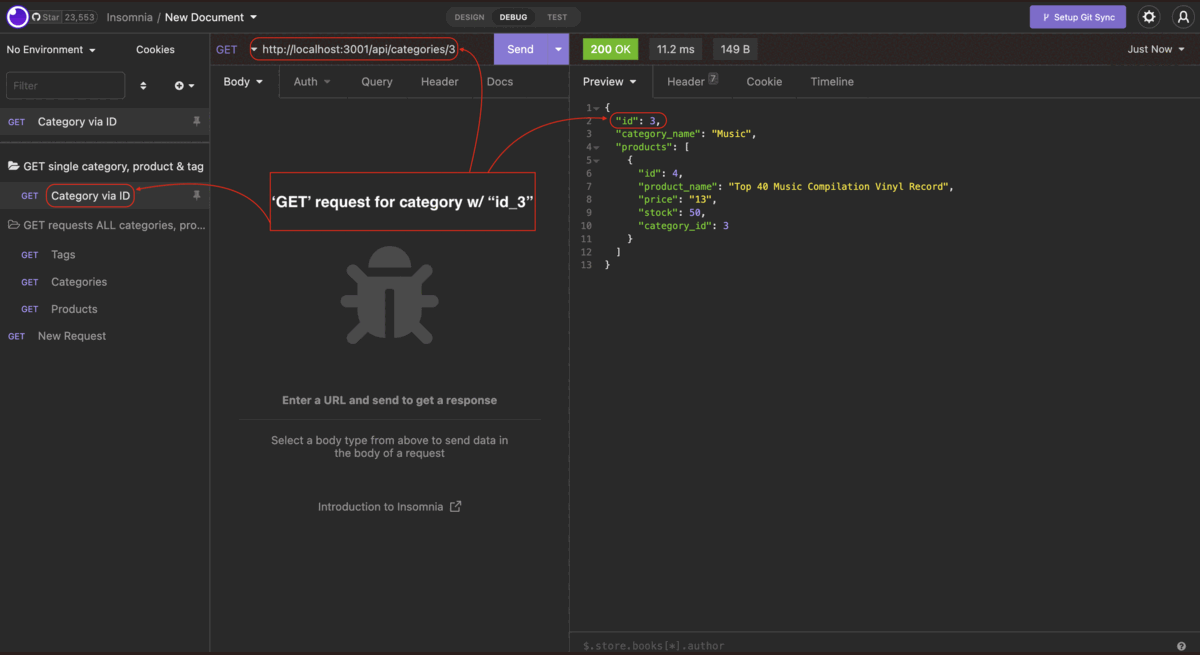 Star 23,553 Insomnia / New Document
DESIGN DEBUG TEST
Setup Git Sync
No Environment Cookies
GET http://localhost:3001/api/categories/3 Send
200 OK 11.2 ms 149 B Just Now
Filter
Body Auth Query Header Docs
Preview Header 7 Cookie Timeline
GET Category via ID
GET single category, product & tag
GET Category via ID
GET requests ALL categories, pro...
GET Tags
GET Categories
GET Products
GET New Request
‘GET’ request for category w/ “id_3”
Enter a URL and send to get a response
Select a body type from above to send data in
the body of a request
Introduction to Insomnia
1 {
2 "id": 3,
3 "category_name": "Music",
4 "products": [
5 {
6 "id": 4,
7 "product_name": "Top 40 Music Compilation Vinyl Record",
8 "price": "13",
9 "stock": 50,
10 "category_id": 3
11 }
12 ]
13 }
$.store.books[*].author